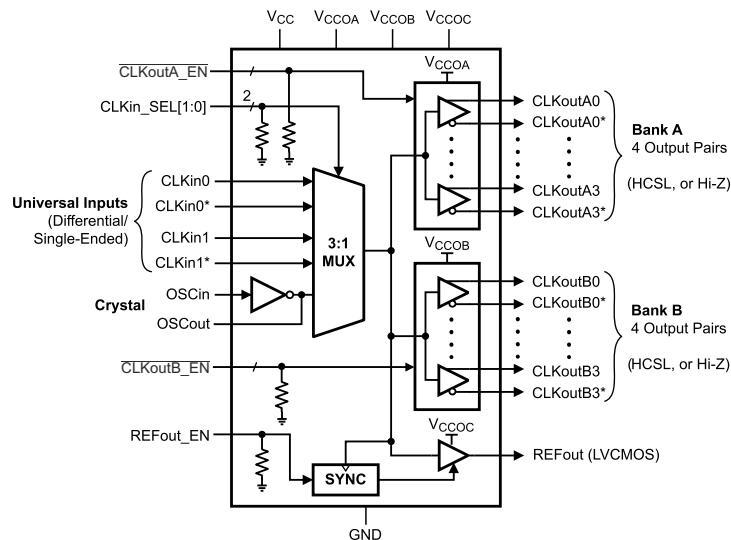 VCC VCCOA VCCOB VCCOC
CLKoutA_EN
CLKin_SEL[1:0]
2
VCCOA
CLKoutA0
CLKoutA0*
CLKoutA3
CLKoutA3*
Bank A
4 Output Pairs
(HCSL, or Hi-Z)
Universal Inputs
(Differential/
Single-Ended)
CLKin0
CLKin0*
CLKin1
CLKin1*
3:1
MUX
Crystal
OSCin
OSCout
VCCOB
CLKoutB0
CLKoutB0*
CLKoutB3
CLKoutB3*
Bank B
4 Output Pairs
(HCSL, or Hi-Z)
CLKoutB_EN
REFout_EN
VCCOC
SYNC
REFout (LVCMOS)
GND